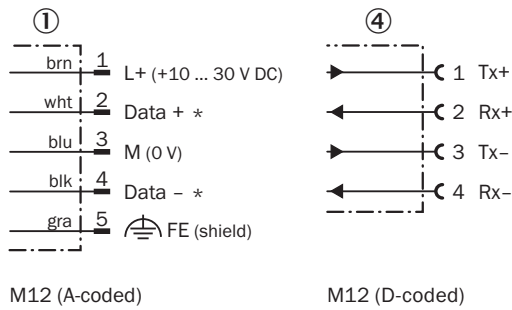 ① ④
brn 1 L+ (+10 ... 30 V DC)
wht 2 Data + *
blu 3 M (0 V)
blk 4 Data – *
gra 5 FE (shield)
M12 (A-coded)
1 Tx+
2 Rx+
3 Tx–
4 Rx–
M12 (D-coded)